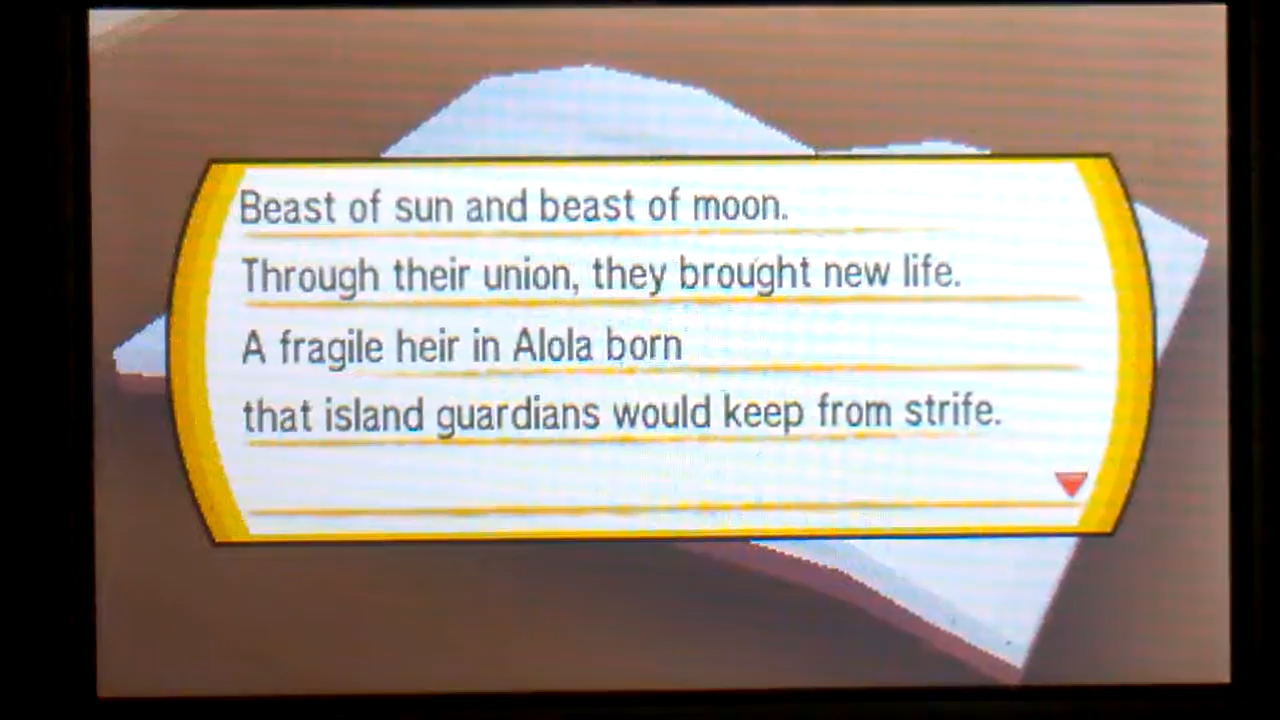 Beast of sun and beast of moon.
Through their union, they brought new life.
A fragile heir in Alola born
that island guardians would keep from strife.